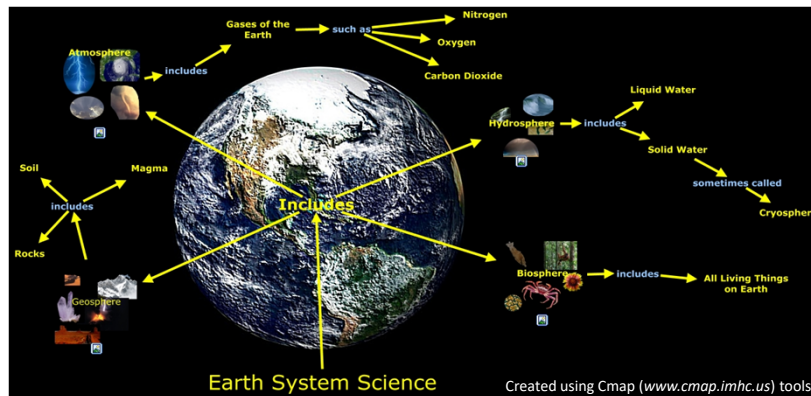 Nitrogen
Gases of the
Earth
such as
Oxygen
Atmosphere
includes
Carbon Dioxide
Liquid Water
Hydrosphere
includes
Solid Water
Soil
Magma
includes
sometimes called
Cryospher
Includes
Rocks
Biosphere
includes
All Living Things
on Earth
Geosphere
Earth System Science
Created using Cmap (www.cmap.imhc.us) tools